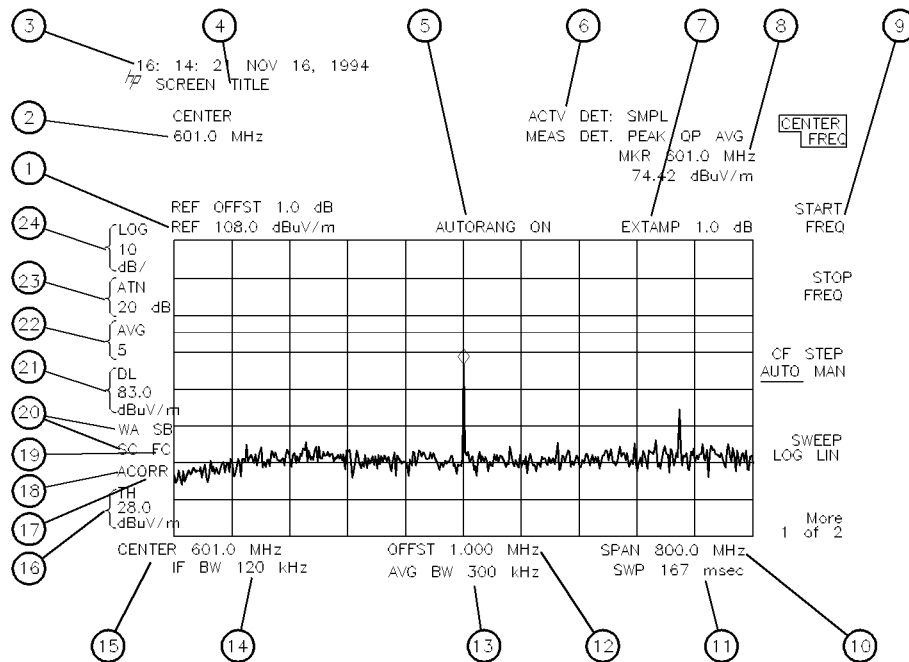 3 4 5 6 7 8 9
16: 14: 21 NOV 16, 1994
hp SCREEN TITLE
2 CENTER
601.0 MHz
ACTV DET: SMPL
MEAS DET. PEAK QP AVG
MKR 601.0 MHz
74.42 dBuV/m
CENTER
FREQ
1
REF OFFST 1.0 dB
REF 108.0 dBuV/m AUTORANG ON EXTAMP 1.0 dB
START
FREQ
24 LOG
10
dB/
23 ATN
20 dB
STOP
FREQ
22 AVG
5
21 DL
83.0
dBuV/m
CF STEP
AUTO MAN
20 WA SB
19 SC FC
SWEEP
LOG LIN
18 ACORR
17 TH
28.0
16 dBuV/m
More
1 of 2
CENTER 601.0 MHz OFFST 1.000 MHz SPAN 800.0 MHz
IF BW 120 kHz AVG BW 300 kHz SWP 167 msec
15 14 13 12 11 10